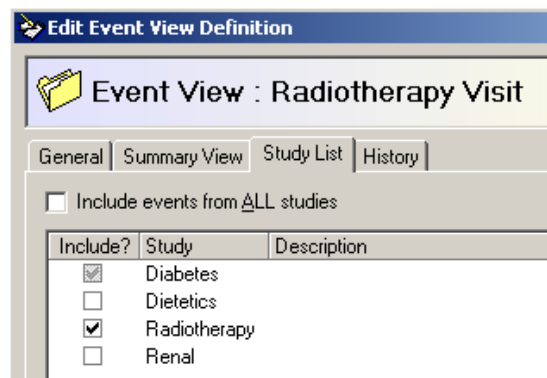 Edit Event View Definition
Event View : Radiotherapy Visit
General Summary View Study List History
Include events from ALL studies
Include? Study Description
Diabetes
Dietetics
Radiotherapy
Renal